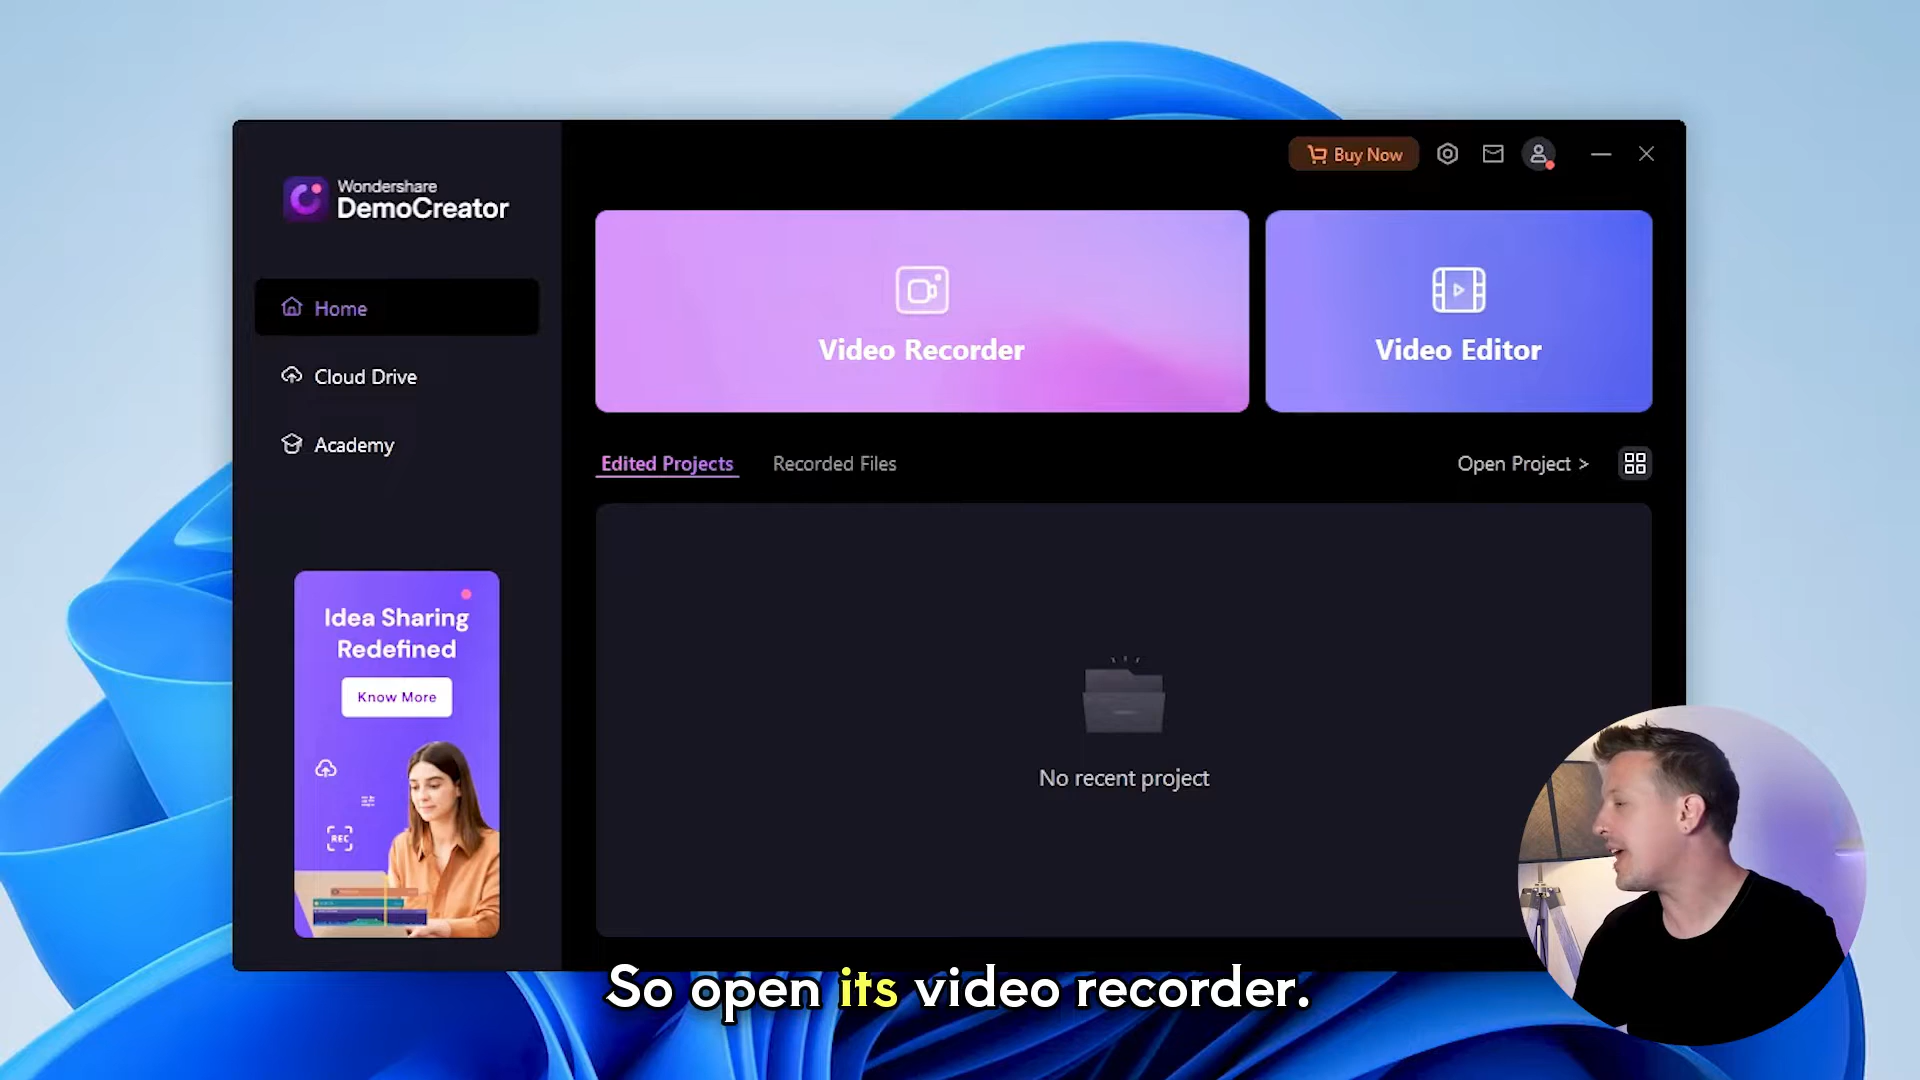 Wondershare
DemoCreator
Buy Now
Home
Cloud Drive
Academy
Video Recorder
Video Editor
Edited Projects
Recorded Files
Open Project >
Idea Sharing
Redefined
Know More
REC
No recent project
So open its video recorder.